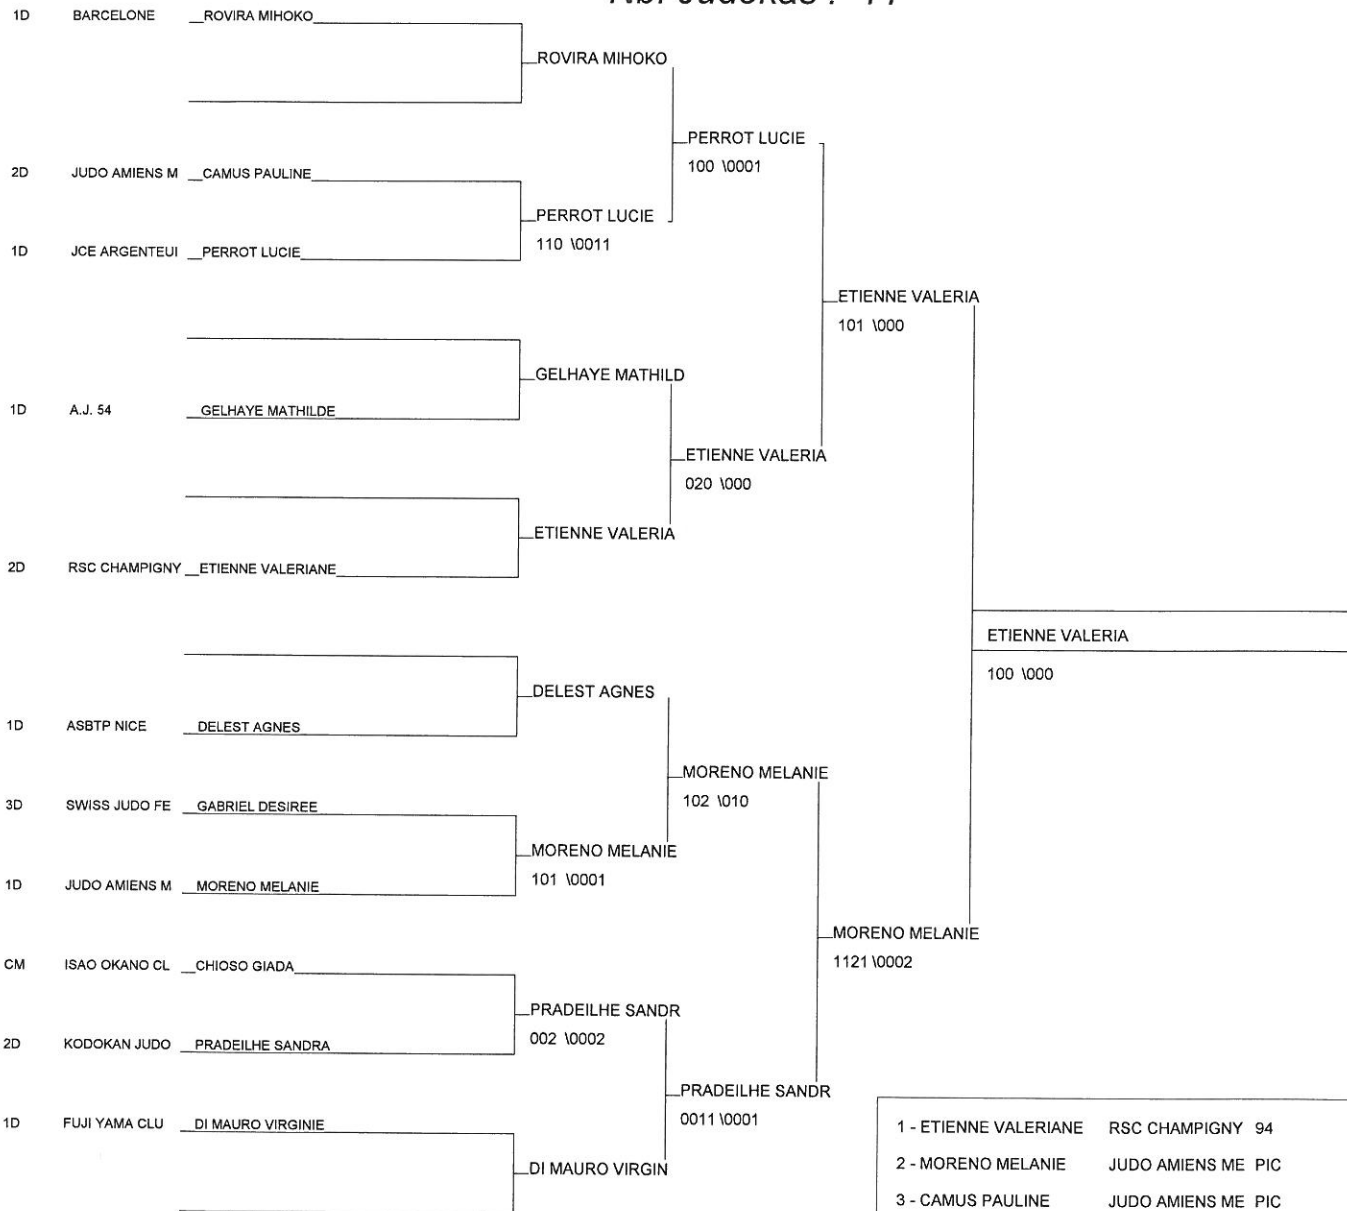 1D BARCELONE ROVIRA MIHOKO
ROVIRA MIHOKO
PERROT LUCIE
100 \0001
2D JUDO AMIENS M CAMUS PAULINE
PERROT LUCIE
110 \0011
1D JCE ARGENTEUI PERROT LUCIE
ETIENNE VALERIA
101 \000
GELHAYE MATHILD
1D A.J. 54 GELHAYE MATHILDE
ETIENNE VALERIA
020 \000
ETIENNE VALERIA
2D RSC CHAMPIGNY ETIENNE VALERIANE
ETIENNE VALERIA
100 \000
DELEST AGNES
1D ASBTP NICE DELEST AGNES
MORENO MELANIE
102 \010
3D SWISS JUDO FE GABRIEL DESIREE
MORENO MELANIE
101 \0001
1D JUDO AMIENS M MORENO MELANIE
MORENO MELANIE
1121 \0002
CM ISAO OKANO CL CHIOSO GIADA
PRADEILHE SANDR
002 \0002
2D KODOKAN JUDO PRADEILHE SANDRA
PRADEILHE SANDR
0011 \0001
1D FUJI YAMA CLU DI MAURO VIRGINIE
DI MAURO VIRGIN
1 - ETIENNE VALERIANE RSC CHAMPIGNY 94
2 - MORENO MELANIE JUDO AMIENS ME PIC
3 - CAMUS PAULINE JUDO AMIENS ME PIC